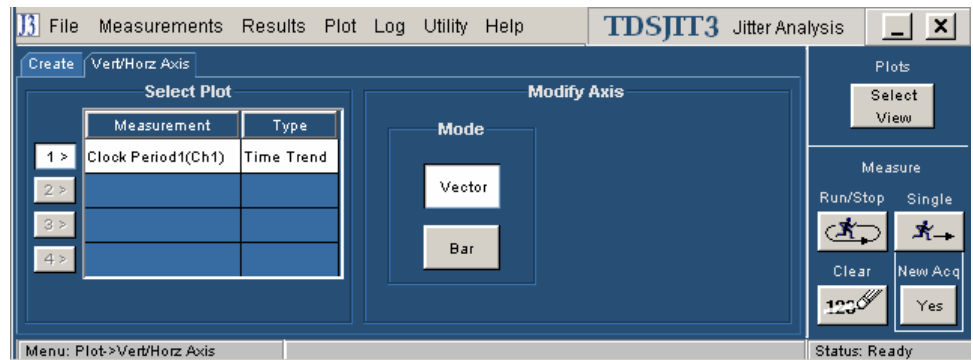 J3 File Measurements Results Plot Log Utility Help TDSJIT3 Jitter Analysis
Create Vert/Horz Axis
Select Plot
Measurement Type
1 > Clock Period1(Ch1) Time Trend
2 >
3 >
4 >
Modify Axis
Mode
Vector
Bar
Plots
Select
View
Measure
Run/Stop Single
Clear New Acq
123 Yes
Menu: Plot->Vert/Horz Axis Status: Ready